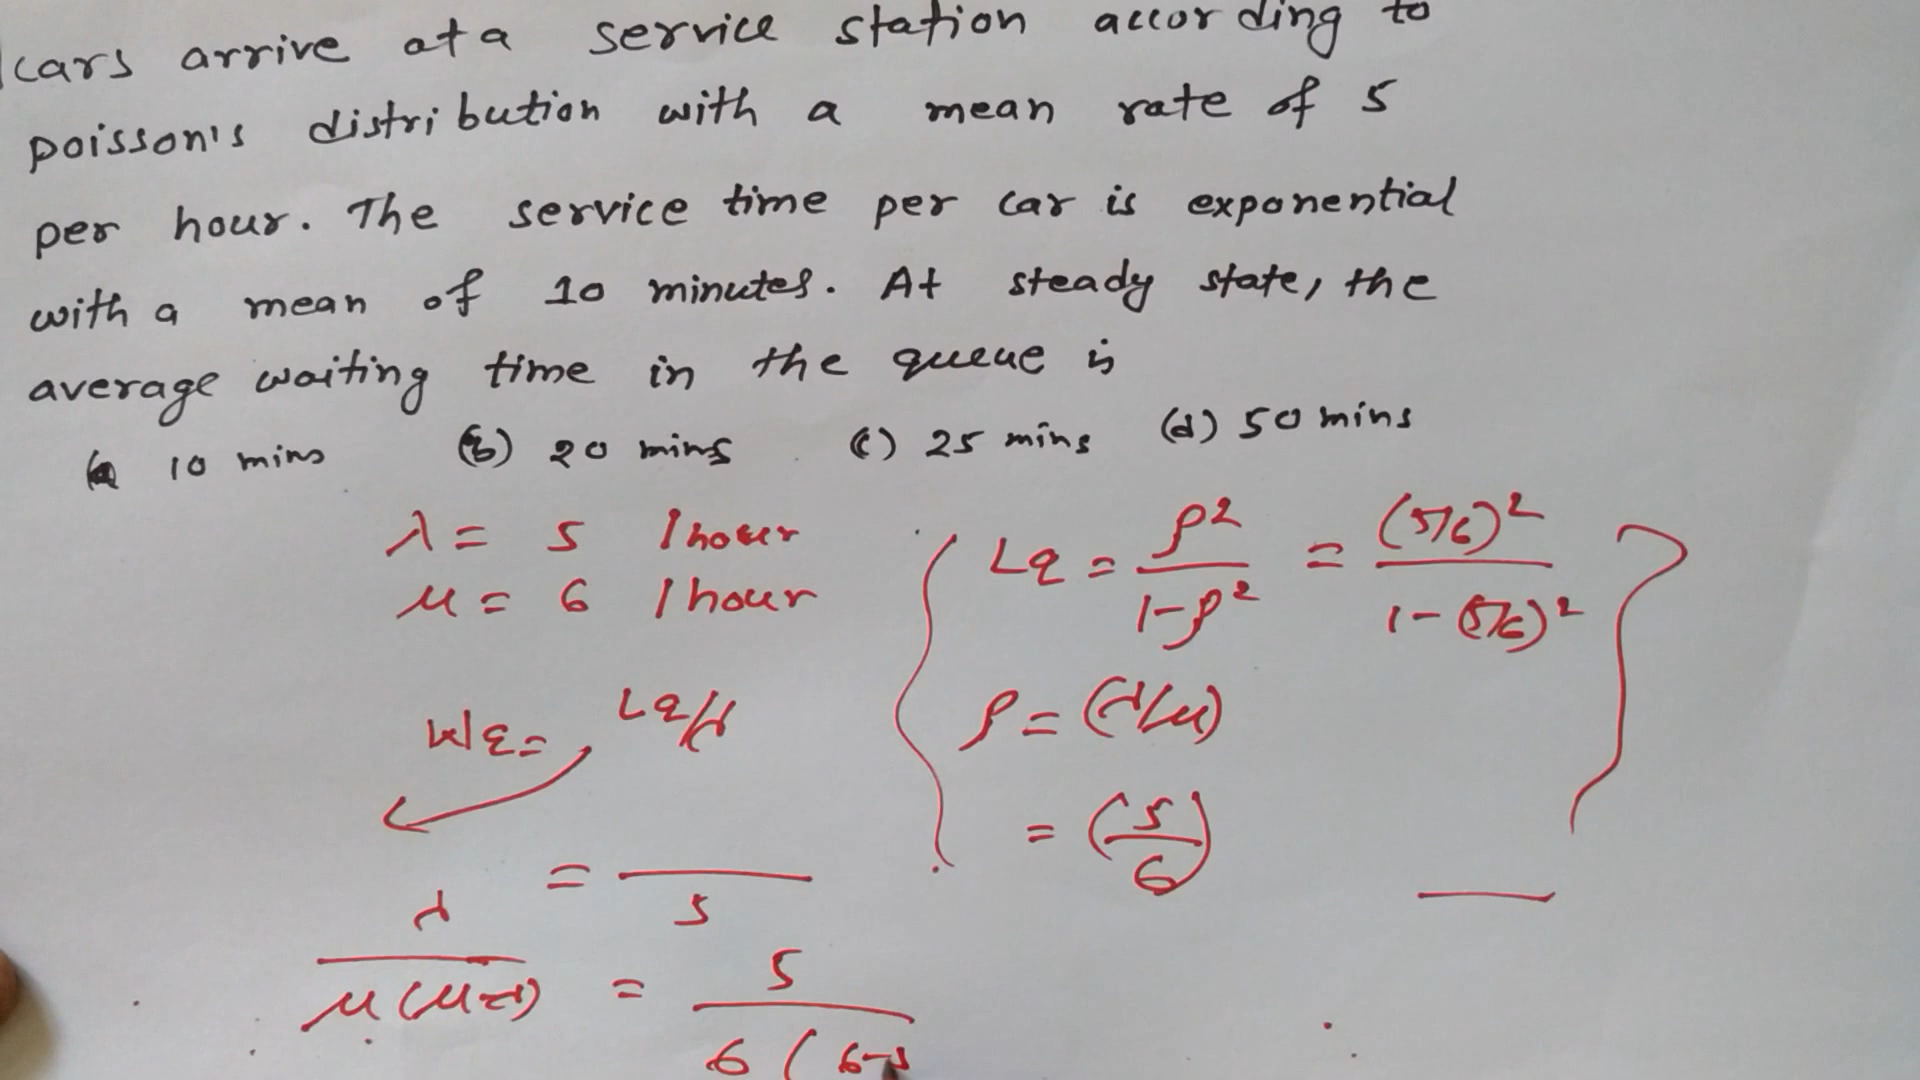 cars arrive at a service station according to
poisson's distribution with a mean rate of 5
per hour. The service time per car is exponential
with a mean of 10 minutes. At steady state, the
average waiting time in the queue is
10 mins (b) 20 mins (c) 25 mins (d) 50 mins
λ = 5 /hour
μ = 6 /hour
Wq = Lq/λ
= ___ / 5
λ / μ(μ-λ) = 5 / 6(6-5
Lq = ρ² / 1-ρ² = (5/6)² / 1-(5/6)²
ρ = (λ/μ)
= (5/6)